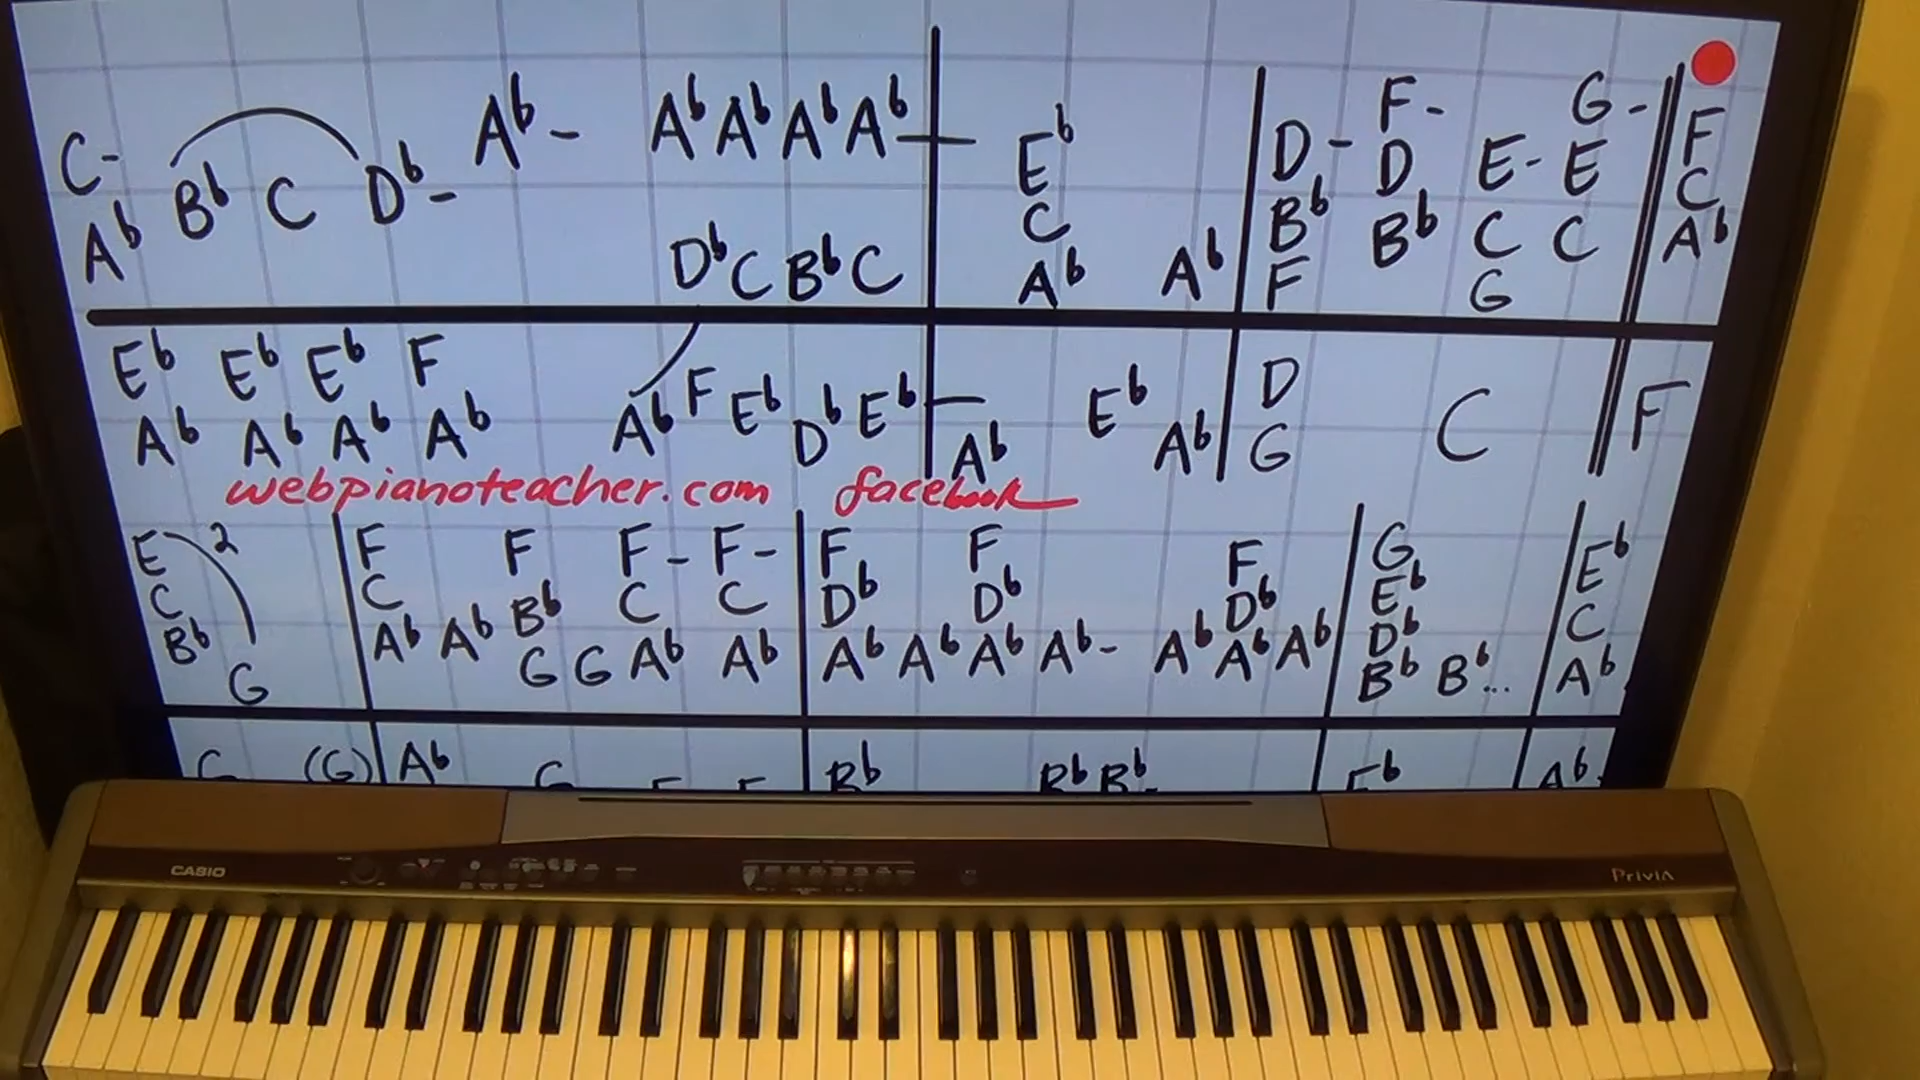 F- G-
C- A♭- A♭ A♭ A♭ A♭ E♭ D- D E- E F
B♭ C D♭- C B♭ B♭ C C C
A♭ D♭ C B♭ C A♭ A♭ F G A♭
E♭ E♭ E♭ F F E♭ D♭ E♭ E♭ D C F
A♭ A♭ A♭ A♭ A♭ A♭ A♭ G
webpianoteacher.com facebook
E 2 F F F- F- F F F G E♭
C C B♭ C C D♭ D♭ D♭ E♭ C
B♭ A♭ A♭ G G A♭ A♭ A♭ A♭ A♭ A♭- A♭ A♭ A♭ D♭ A♭
G B♭ B♭...
(G) A♭ G B♭ B♭ B♭- E♭ A♭
CASIO Privia